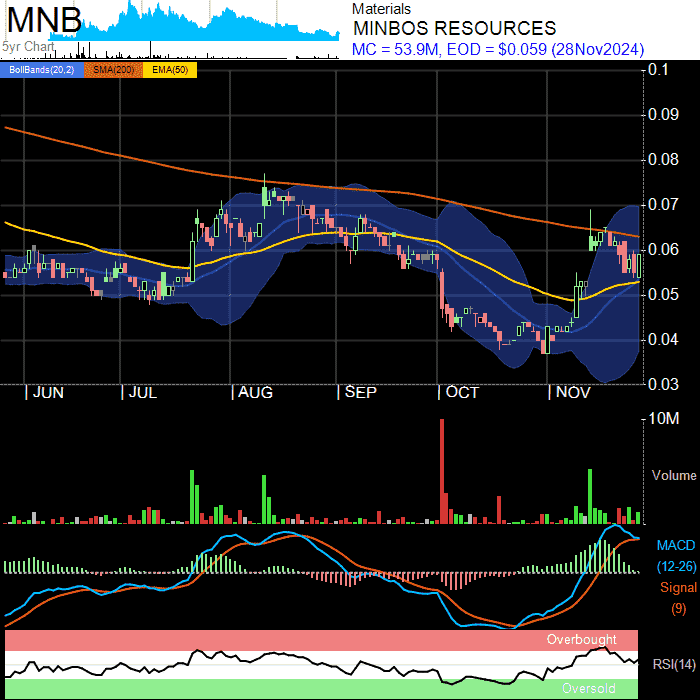 MNB
5yr Chart
Materials
MINBOS RESOURCES
MC = 53.9M, EOD = $0.059 (28Nov2024)
BollBands(20,2) SMA(200) EMA(50)
0.1
0.09
0.08
0.07
0.06
0.05
0.04
0.03
JUN JUL AUG SEP OCT NOV
10M
Volume
MACD
(12-26)
Signal
(9)
Overbought
RSI(14)
Oversold